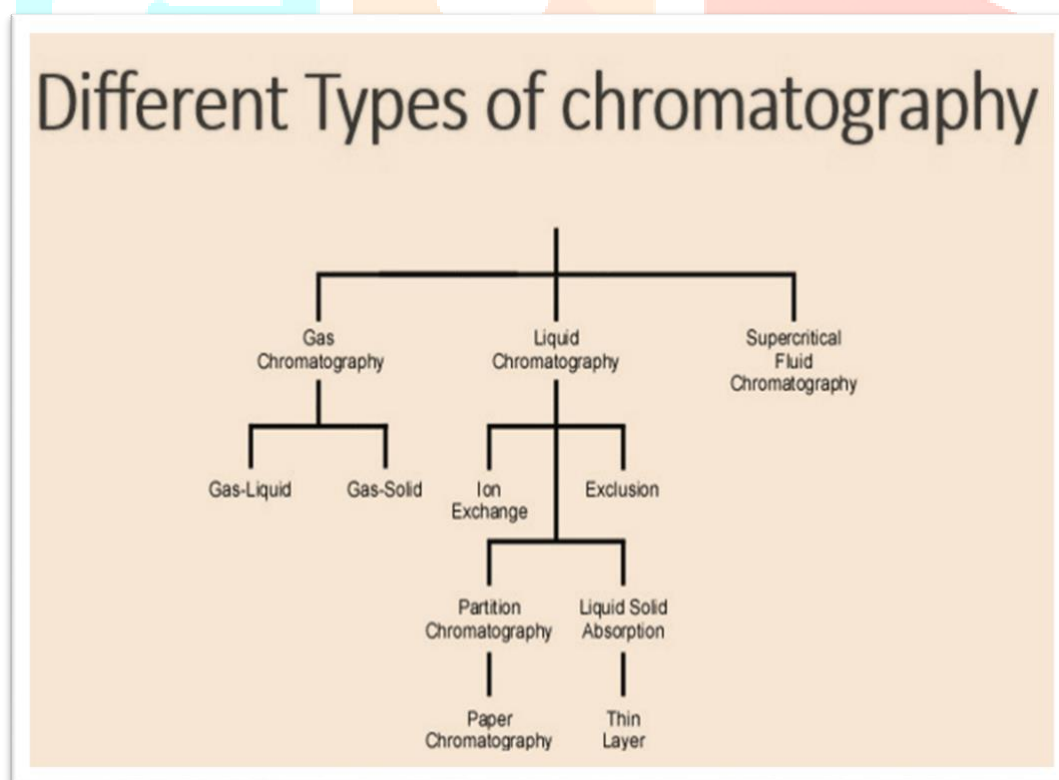 Different Types of chromatography
Gas
Chromatography
Liquid
Chromatography
Supercritical
Fluid
Chromatography
Gas-Liquid
Gas-Solid
Ion
Exchange
Exclusion
Partition
Chromatography
Liquid Solid
Absorption
Paper
Chromatography
Thin
Layer